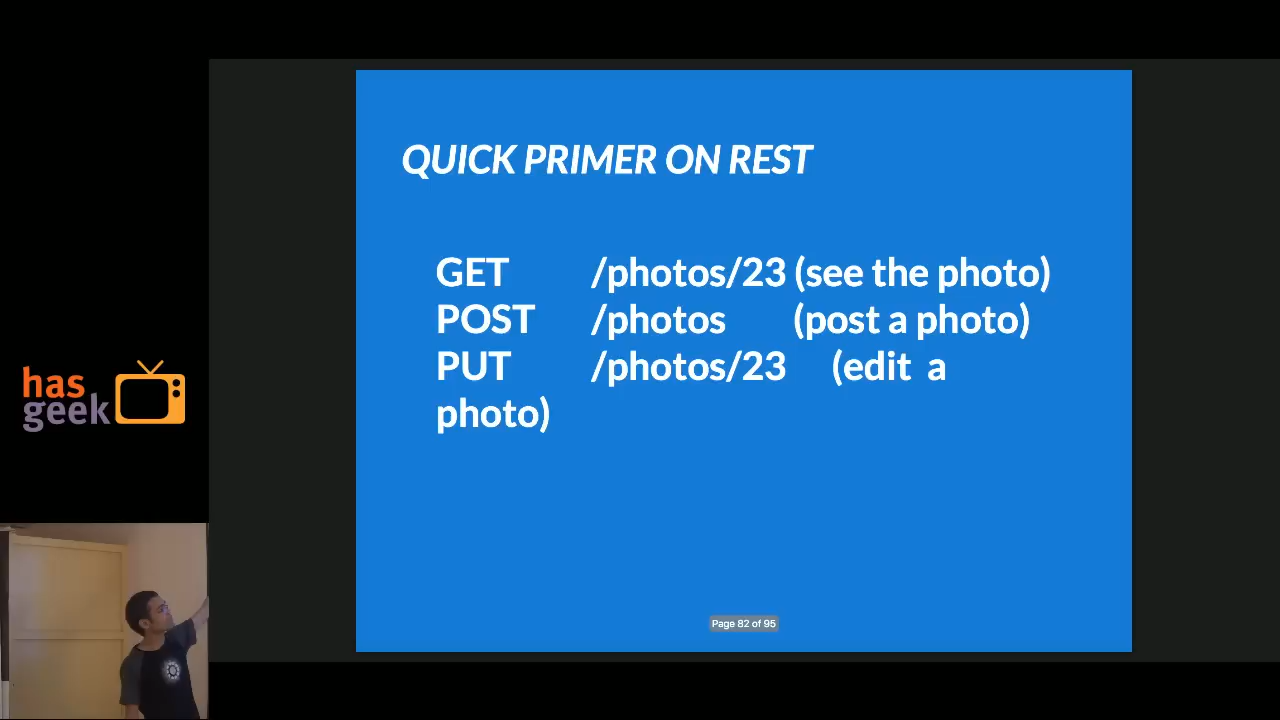 QUICK PRIMER ON REST
GET /photos/23 (see the photo)
POST /photos (post a photo)
PUT /photos/23 (edit a
photo)
has
geek
Page 82 of 95